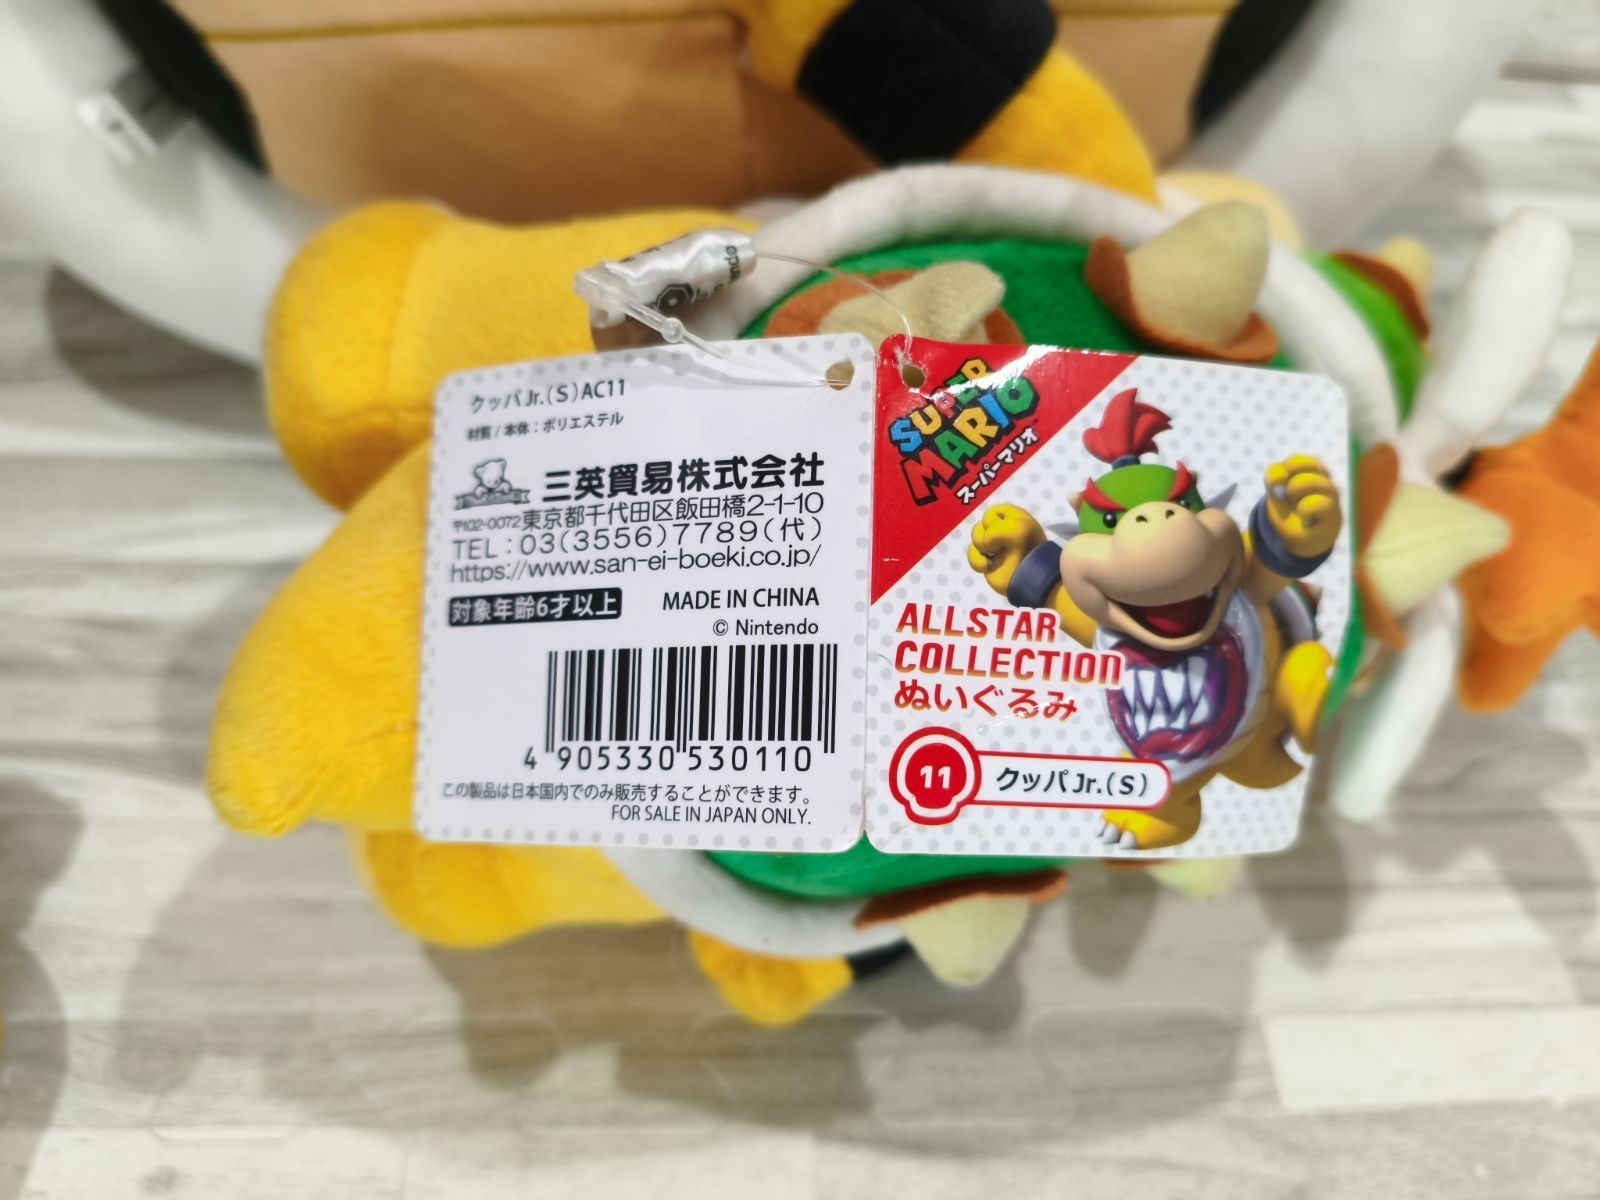 クッパJr.(S)AC11
材質/本体：ポリエステル
三英貿易株式会社
〒102-0072東京都千代田区飯田橋2-1-10
TEL：03(3556)7789(代)
https://www.san-ei-boeki.co.jp/
対象年齢6才以上
MADE IN CHINA
© Nintendo
4 905330 530110
この製品は日本国内でのみ販売することができます。
FOR SALE IN JAPAN ONLY.
SUPER
MARIO
スーパーマリオ
ALLSTAR
COLLECTION
ぬいぐるみ
11 クッパJr.(S)